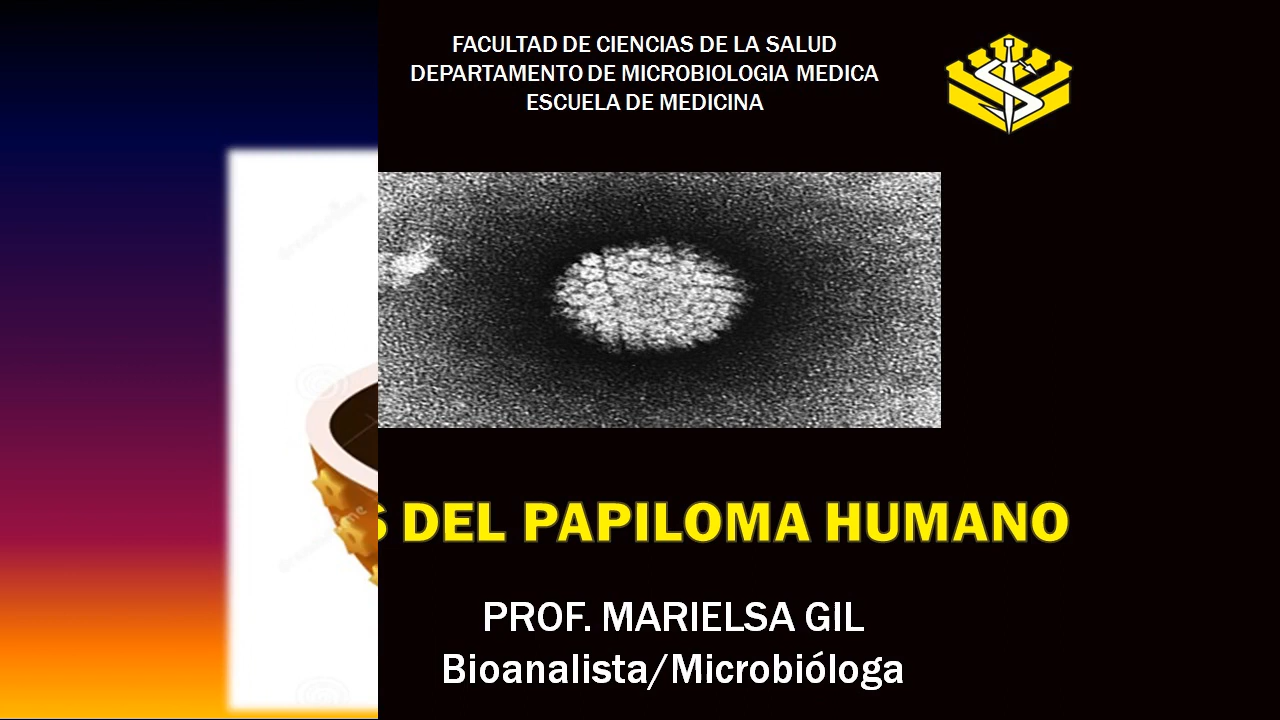 FACULTAD DE CIENCIAS DE LA SALUD
DEPARTAMENTO DE MICROBIOLOGIA MEDICA
ESCUELA DE MEDICINA
S DEL PAPILOMA HUMANO
PROF. MARIELSA GIL
Bioanalista/Microbióloga